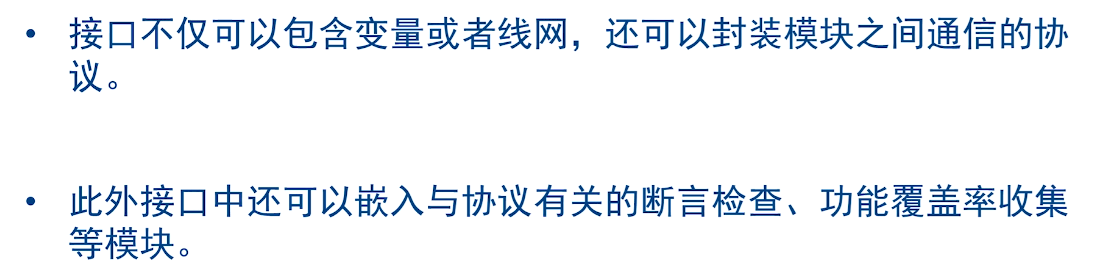 • 接口不仅可以包含变量或者线网，还可以封装模块之间通信的协
议。
• 此外接口中还可以嵌入与协议有关的断言检查、功能覆盖率收集
等模块。